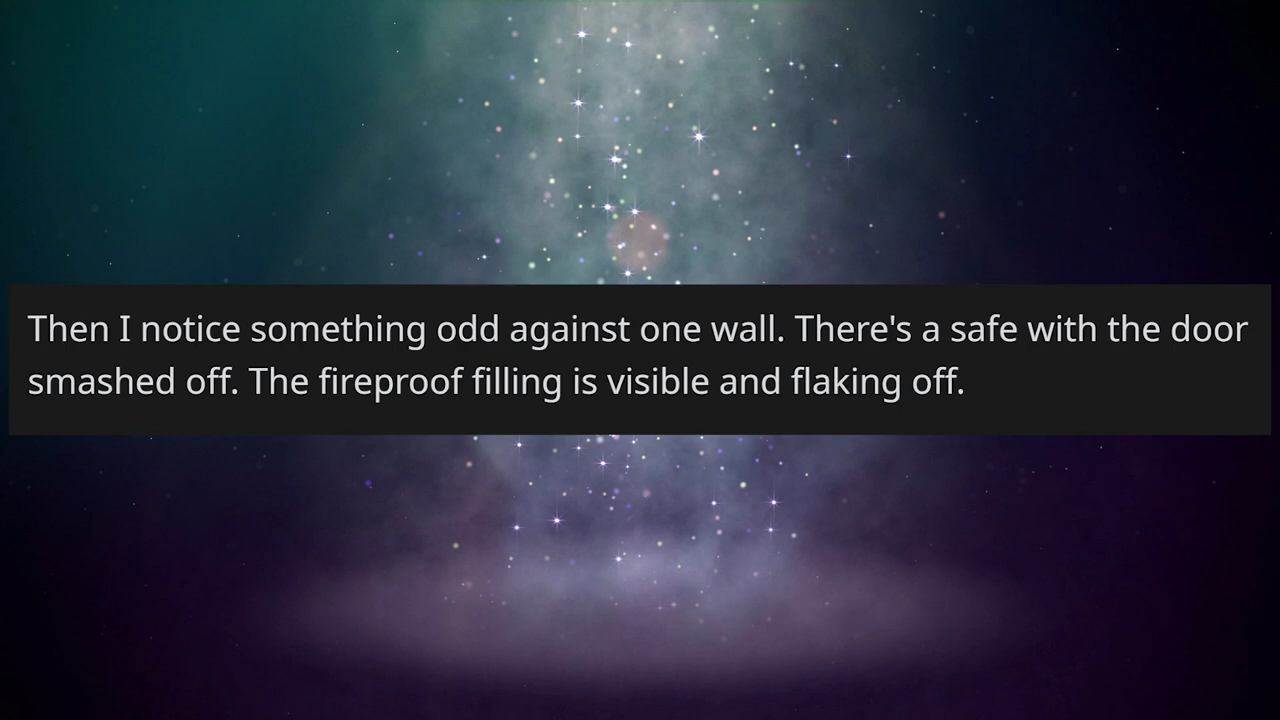 Then I notice something odd against one wall. There's a safe with the door
smashed off. The fireproof filling is visible and flaking off.